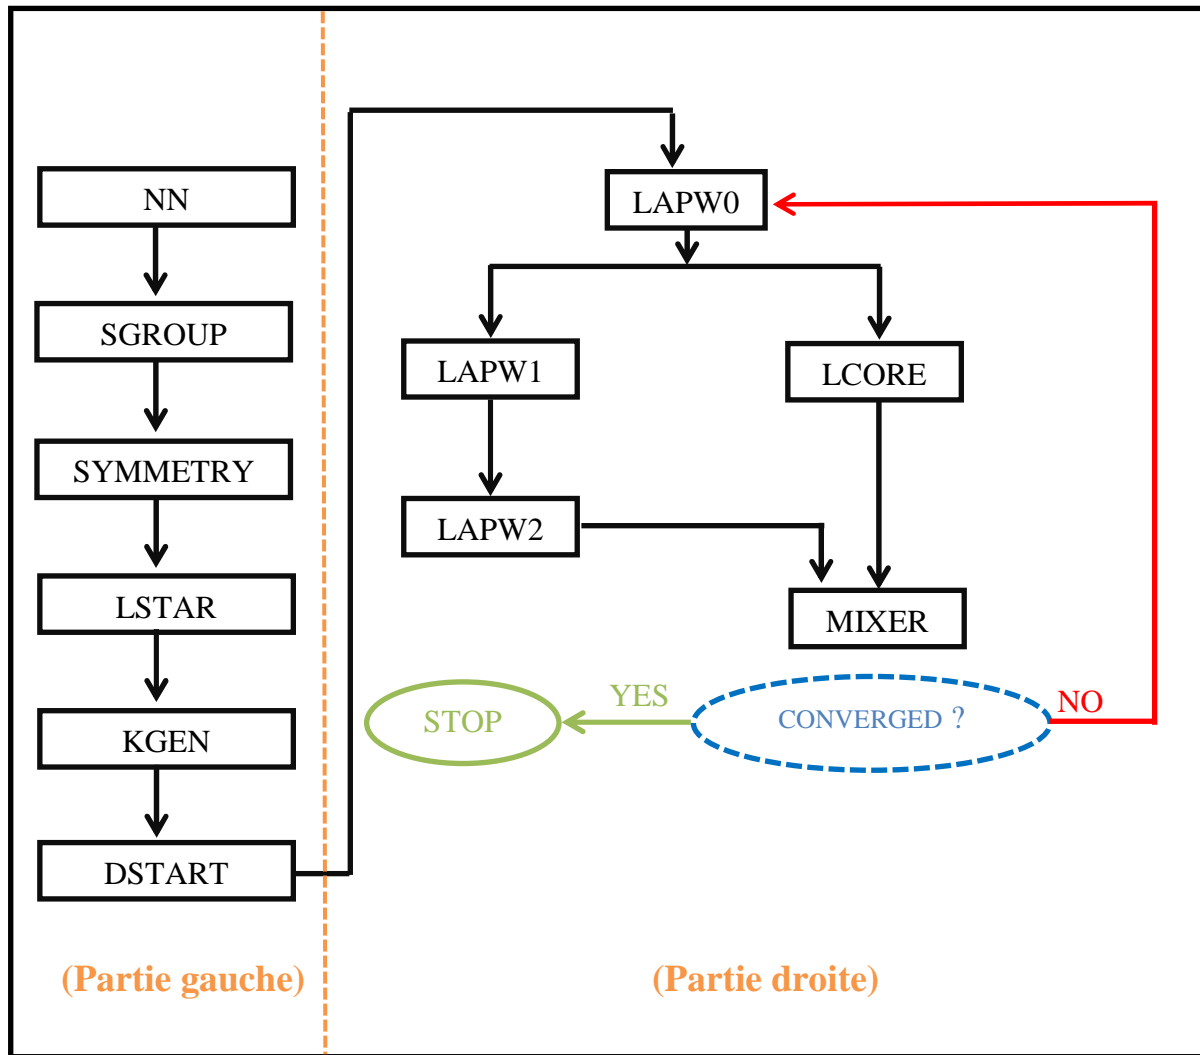 NN
SGROUP
SYMMETRY
LSTAR
KGEN
DSTART
(Partie gauche)
LAPW0
LAPW1
LCORE
LAPW2
MIXER
YES
NO
STOP
CONVERGED ?
(Partie droite)